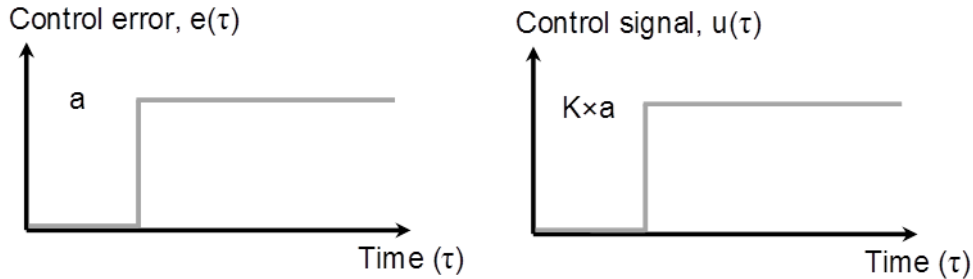 Control error, e(τ)
a
Time (τ)
Control signal, u(τ)
K×a
Time (τ)